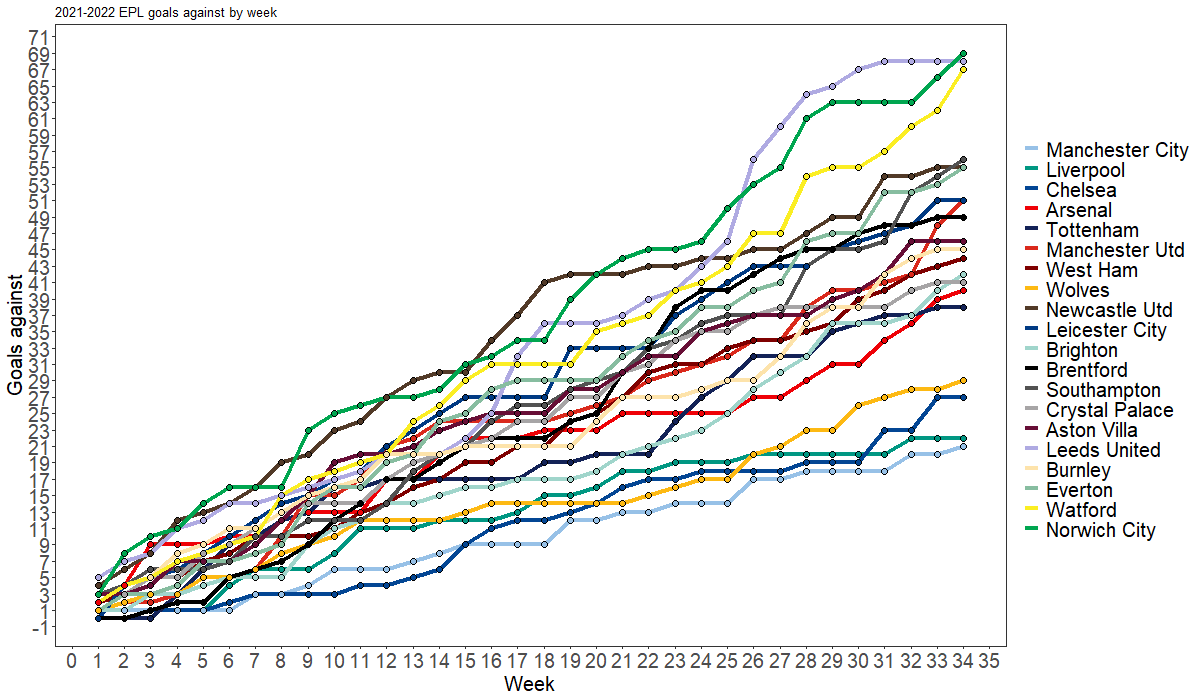 2021-2022 EPL goals against by week
Goals against
71
69
67
65
63
61
59
57
55
53
51
49
47
45
43
41
39
37
35
33
31
29
27
25
23
21
19
17
15
13
11
9
7
5
3
1
-1
0 1 2 3 4 5 6 7 8 9 10 11 12 13 14 15 16 17 18 19 20 21 22 23 24 25 26 27 28 29 30 31 32 33 34 35
Week
Manchester City
Liverpool
Chelsea
Arsenal
Tottenham
Manchester Utd
West Ham
Wolves
Newcastle Utd
Leicester City
Brighton
Brentford
Southampton
Crystal Palace
Aston Villa
Leeds United
Burnley
Everton
Watford
Norwich City